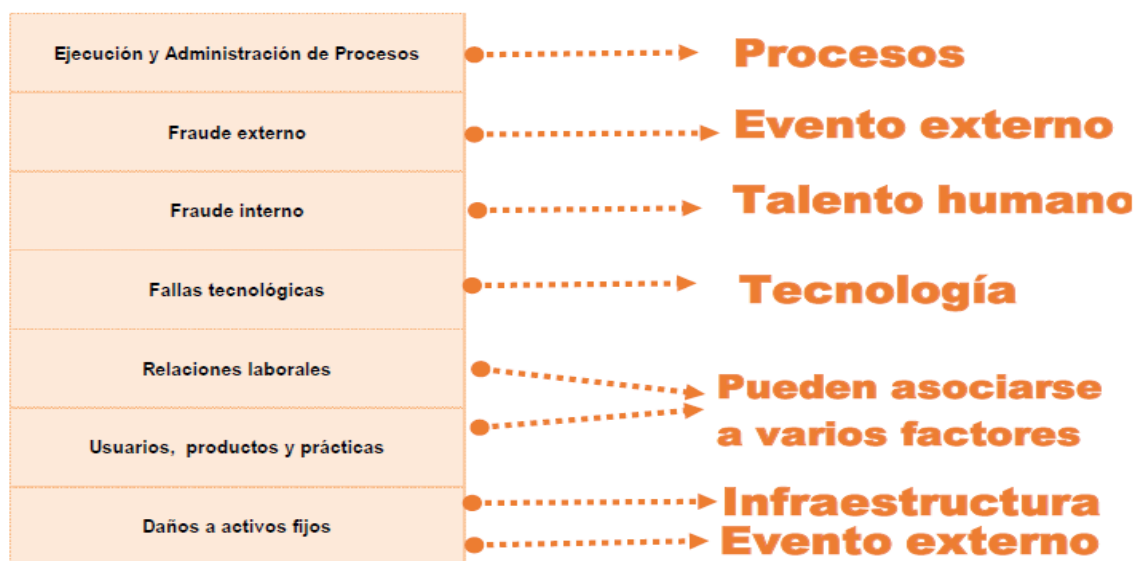 Ejecución y Administración de Procesos
Procesos
Fraude externo
Evento externo
Fraude interno
Talento humano
Fallas tecnológicas
Tecnología
Relaciones laborales
Pueden asociarse
a varios factores
Usuarios, productos y prácticas
Daños a activos fijos
Infraestructura
Evento externo